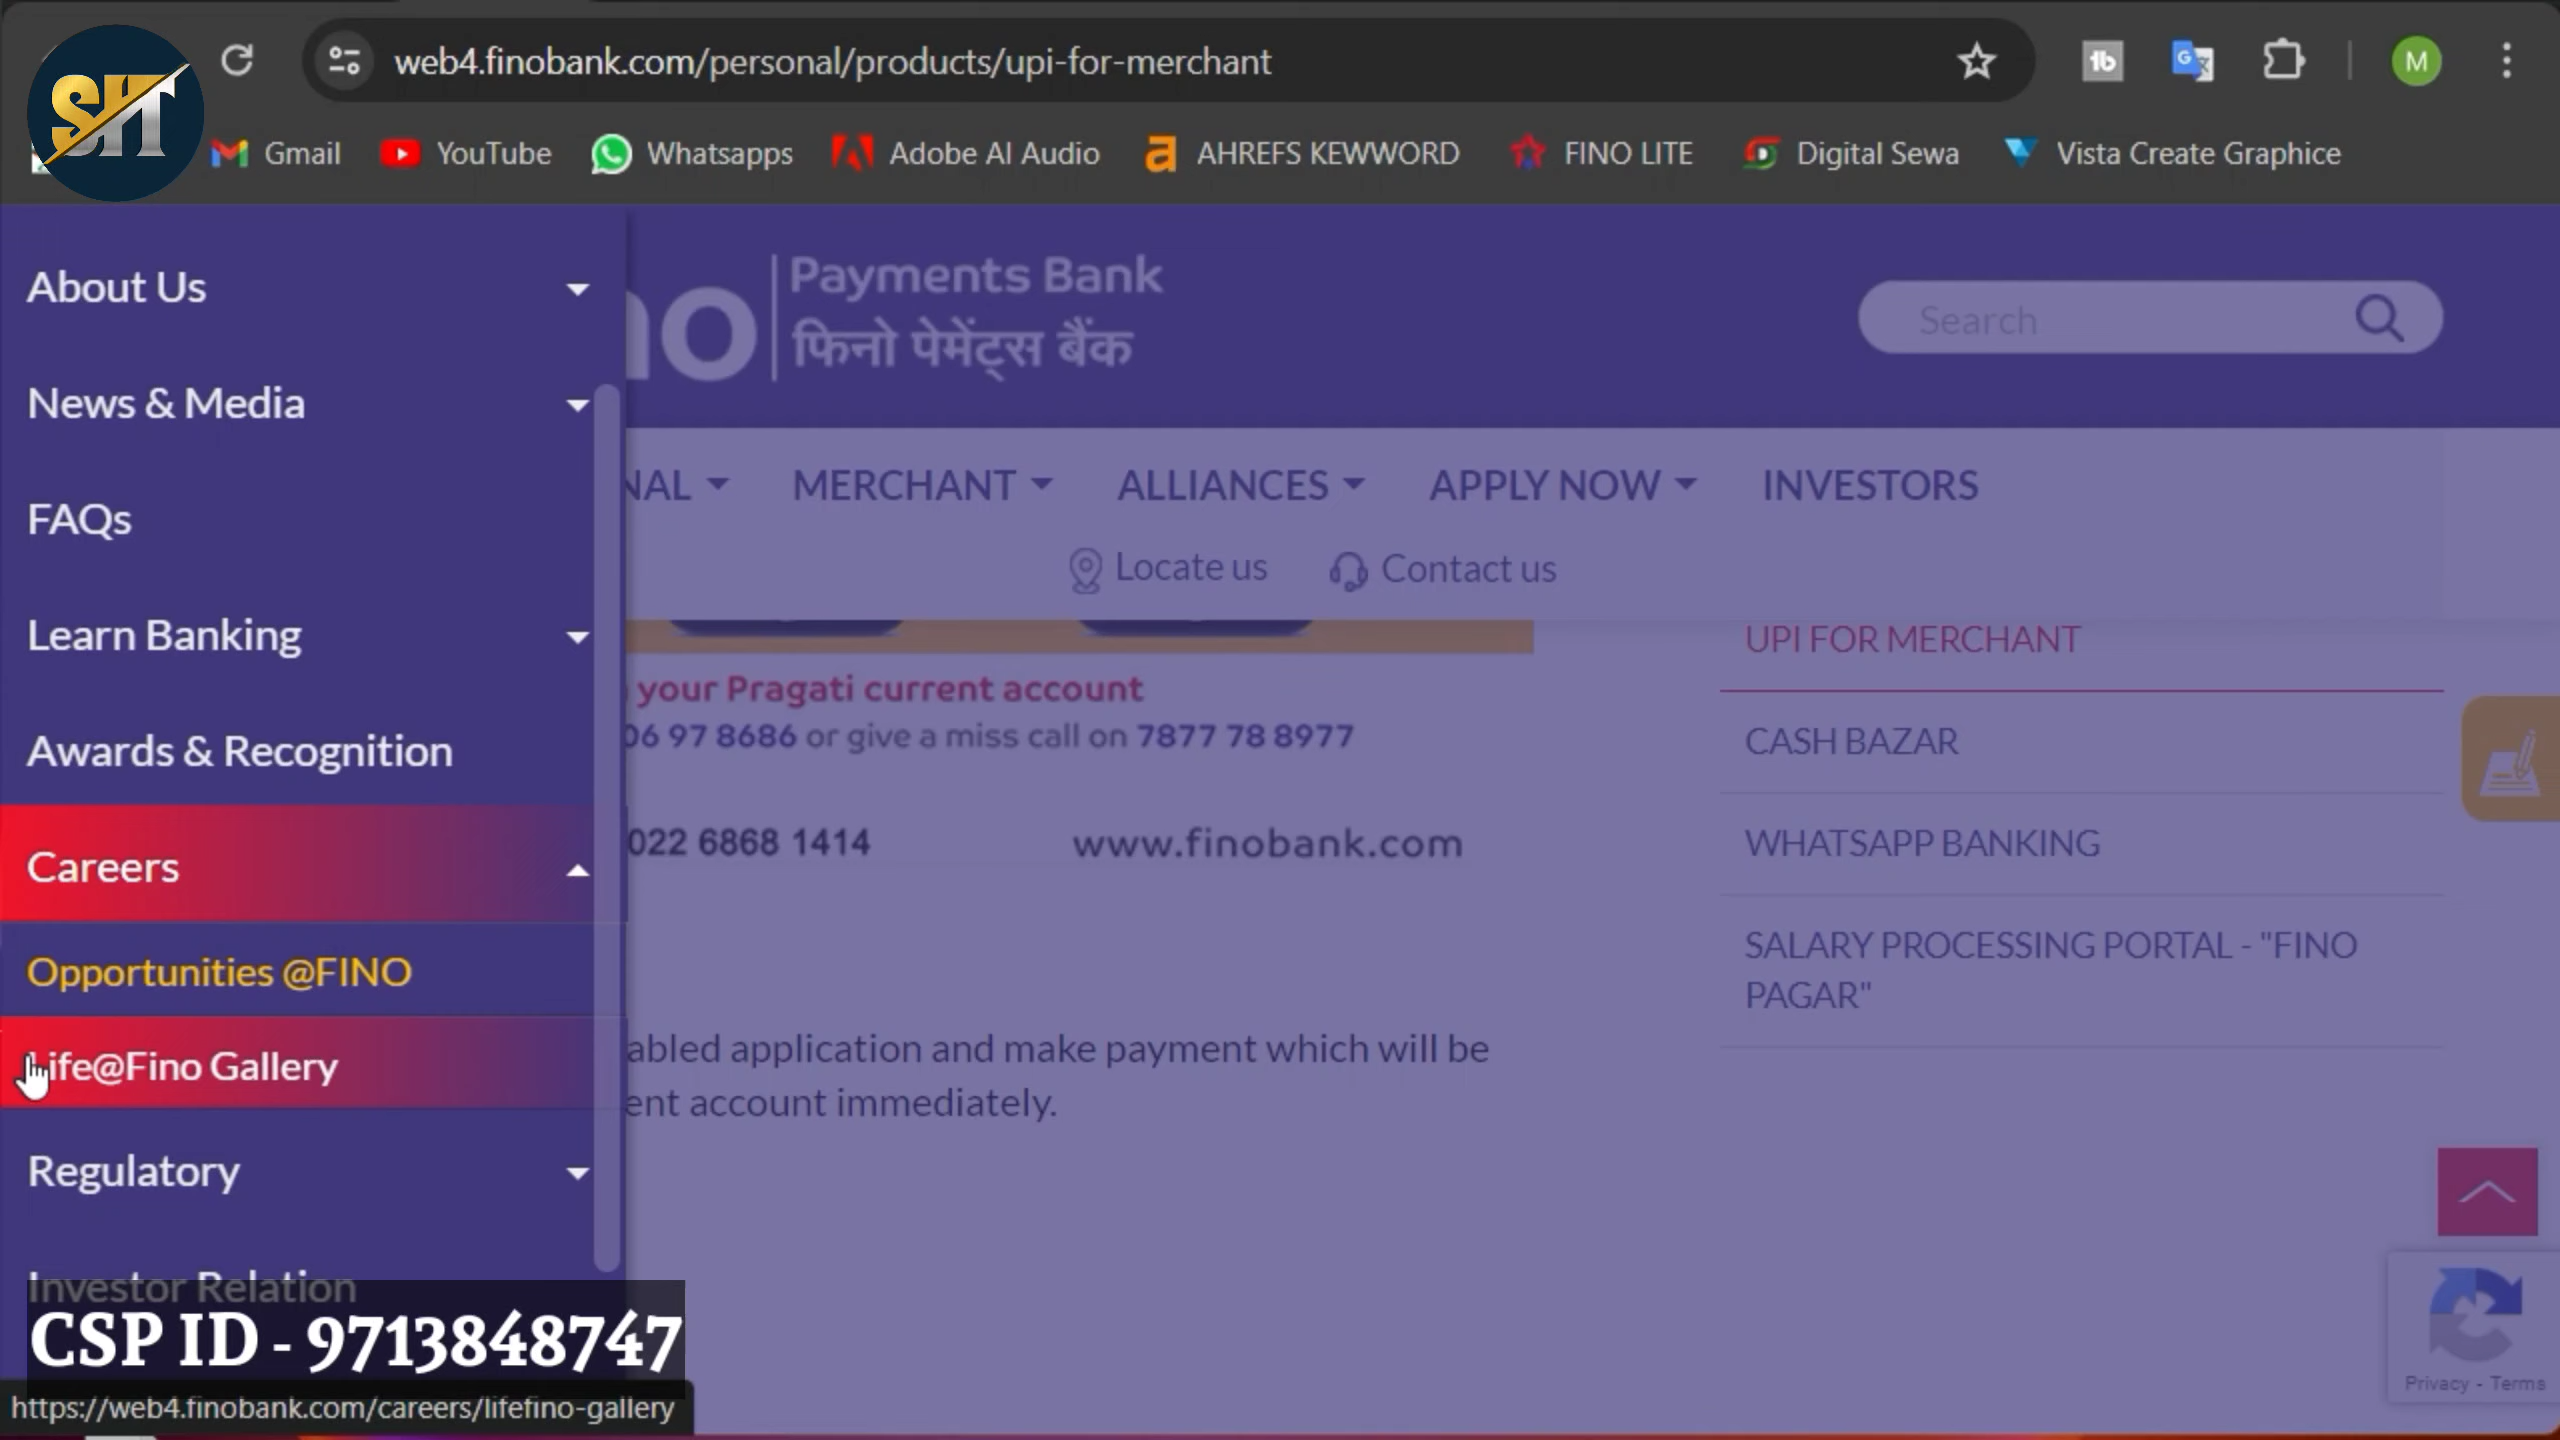 SHT
web4.finobank.com/personal/products/upi-for-merchant
M
Gmail
YouTube
Whatsapps
Adobe AI Audio
AHREFS KEWWORD
FINO LITE
Digital Sewa
Vista Create Graphice
About Us
News & Media
FAQs
Learn Banking
Awards & Recognition
Careers
Opportunities @FINO
Life@Fino Gallery
Regulatory
Investor Relation
Payments Bank
फिनो पेमेंट्स बैंक
Search
MERCHANT
ALLIANCES
APPLY NOW
INVESTORS
Locate us
Contact us
your Pragati current account
06 97 8686 or give a miss call on 7877 78 8977
022 6868 1414
www.finobank.com
abled application and make payment which will be
ent account immediately.
UPI FOR MERCHANT
CASH BAZAR
WHATSAPP BANKING
SALARY PROCESSING PORTAL - "FINO
PAGAR"
Privacy - Terms
CSP ID - 9713848747
https://web4.finobank.com/careers/lifefino-gallery